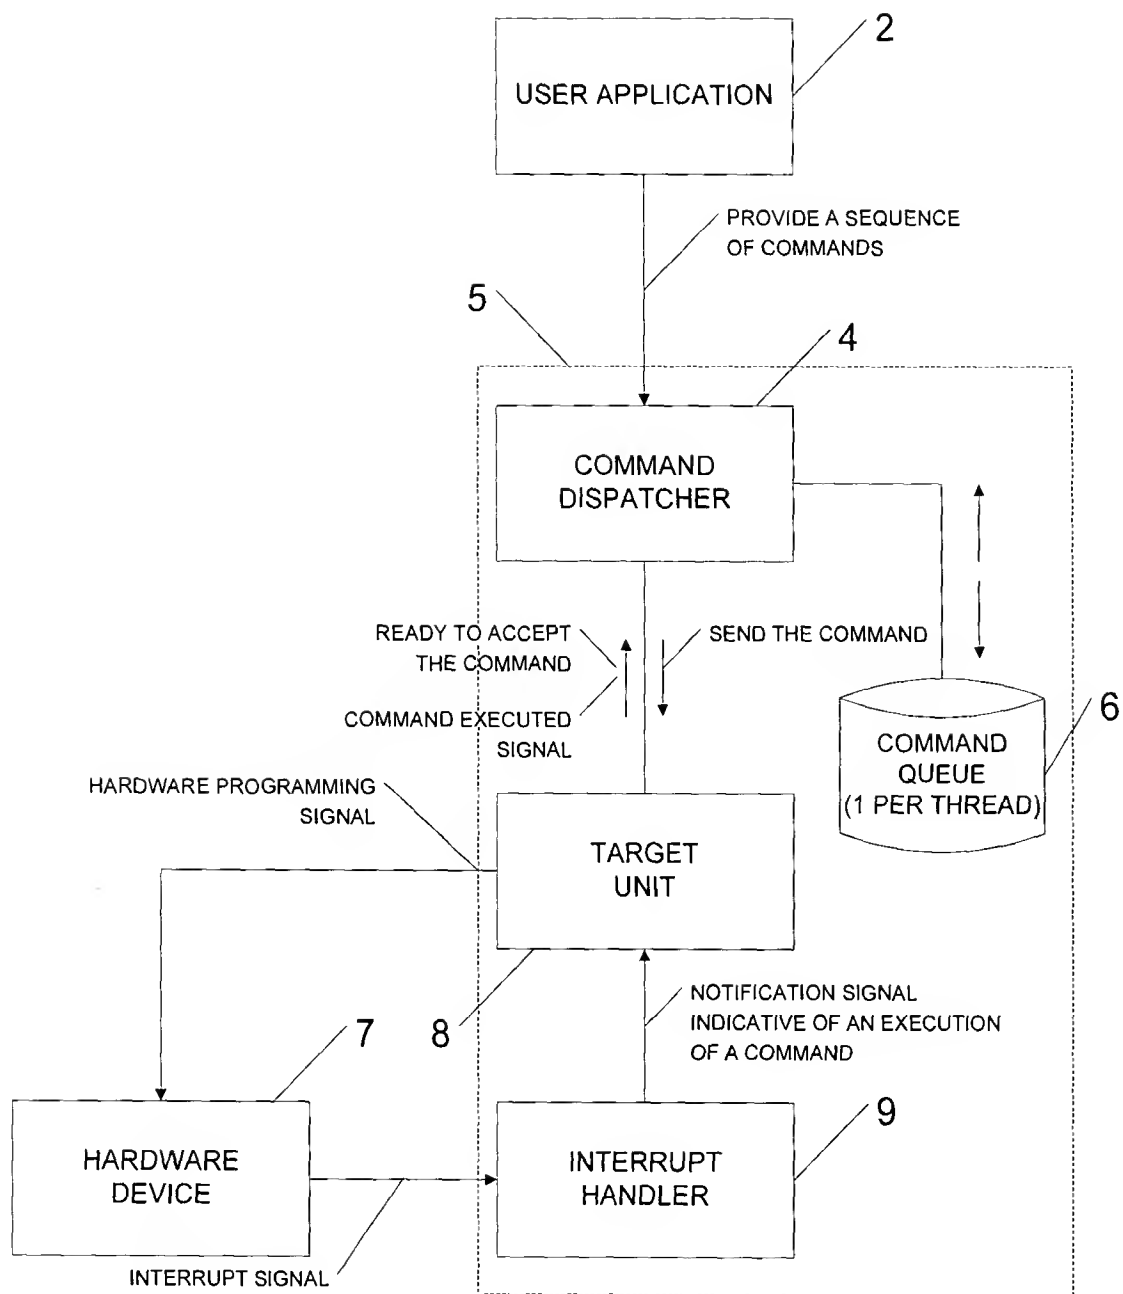 2
USER APPLICATION
PROVIDE A SEQUENCE
OF COMMANDS
5
4
COMMAND
DISPATCHER
READY TO ACCEPT
THE COMMAND
SEND THE COMMAND
COMMAND EXECUTED
SIGNAL
6
COMMAND
QUEUE
(1 PER THREAD)
HARDWARE PROGRAMMING
SIGNAL
TARGET
UNIT
8
NOTIFICATION SIGNAL
INDICATIVE OF AN EXECUTION
OF A COMMAND
7
9
HARDWARE
DEVICE
INTERRUPT
HANDLER
INTERRUPT SIGNAL